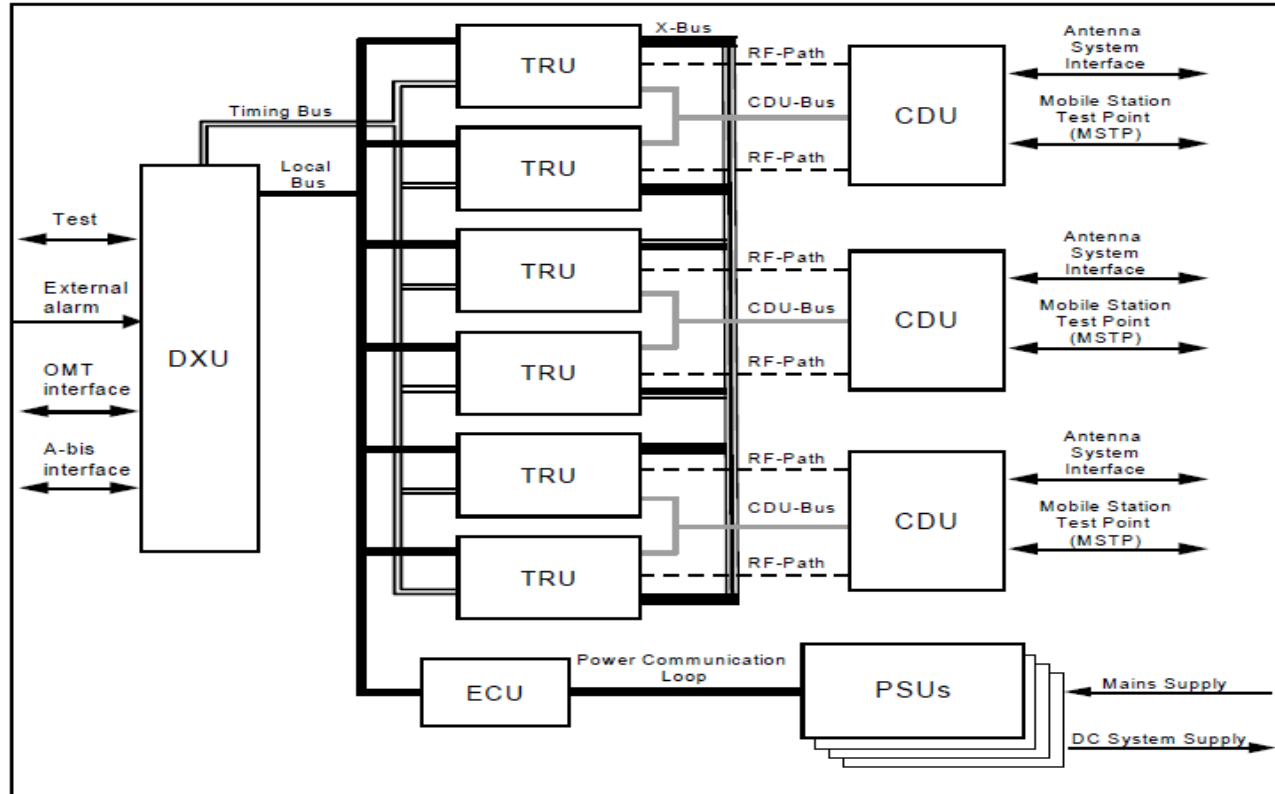 X-Bus
TRU
RF-Path
Antenna
System
Interface
CDU-Bus
CDU
Mobile Station
Test Point
(MSTP)
Timing Bus
TRU
RF-Path
Local
Bus
Test
External
alarm
DXU
OMT
interface
A-bis
interface
TRU
RF-Path
Antenna
System
Interface
CDU-Bus
CDU
Mobile Station
Test Point
(MSTP)
TRU
RF-Path
TRU
RF-Path
Antenna
System
Interface
CDU-Bus
CDU
Mobile Station
Test Point
(MSTP)
TRU
RF-Path
ECU
Power Communication
Loop
PSUs
Mains Supply
DC System Supply